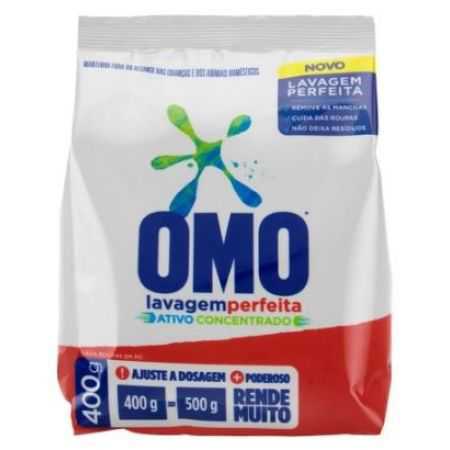 NOVO
LAVAGEM
PERFEITA
REMOVE AS MANCHAS
CUIDA DAS ROUPAS
NÃO DEIXA RESÍDUOS
OMO
lavagemperfeita
ATIVO CONCENTRADO
400g
! AJUSTE A DOSAGEM + PODEROSO
400 g = 500 g RENDE
MUITO